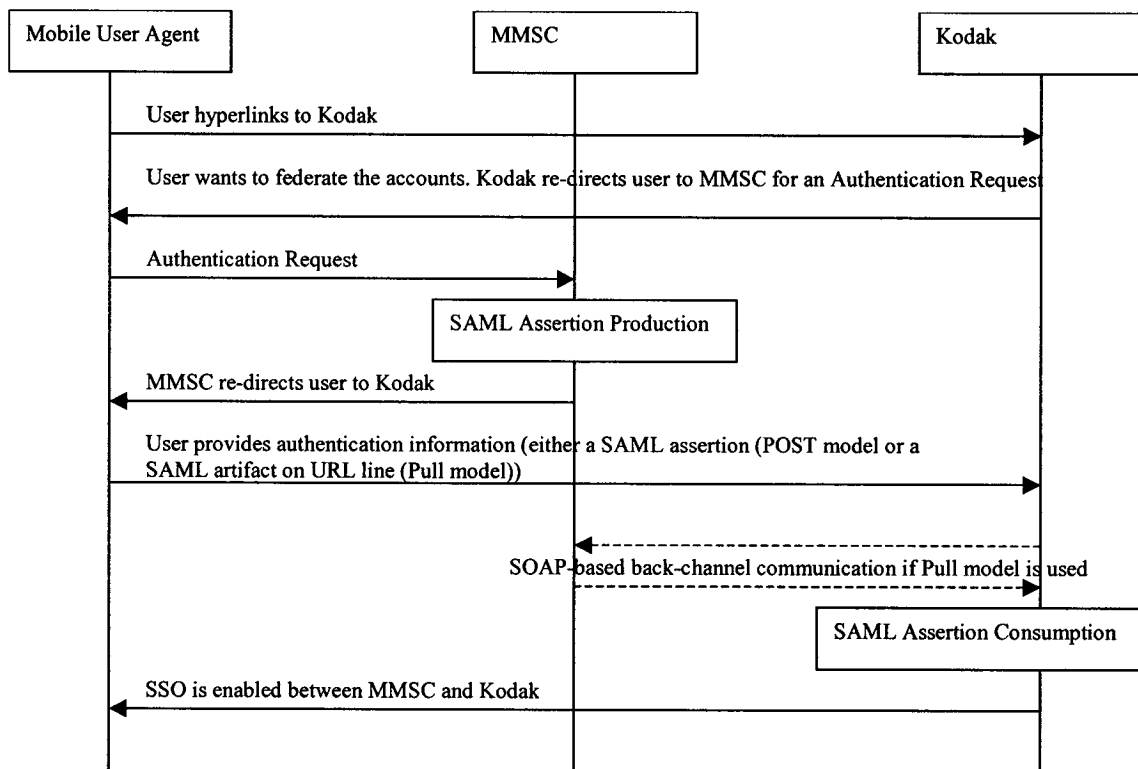 Mobile User Agent
MMSC
Kodak
User hyperlinks to Kodak
User wants to federate the accounts. Kodak re-directs user to MMSC for an Authentication Request
Authentication Request
SAML Assertion Production
MMSC re-directs user to Kodak
User provides authentication information (either a SAML assertion (POST model or a
SAML artifact on URL line (Pull model))
SOAP-based back-channel communication if Pull model is used
SAML Assertion Consumption
SSO is enabled between MMSC and Kodak